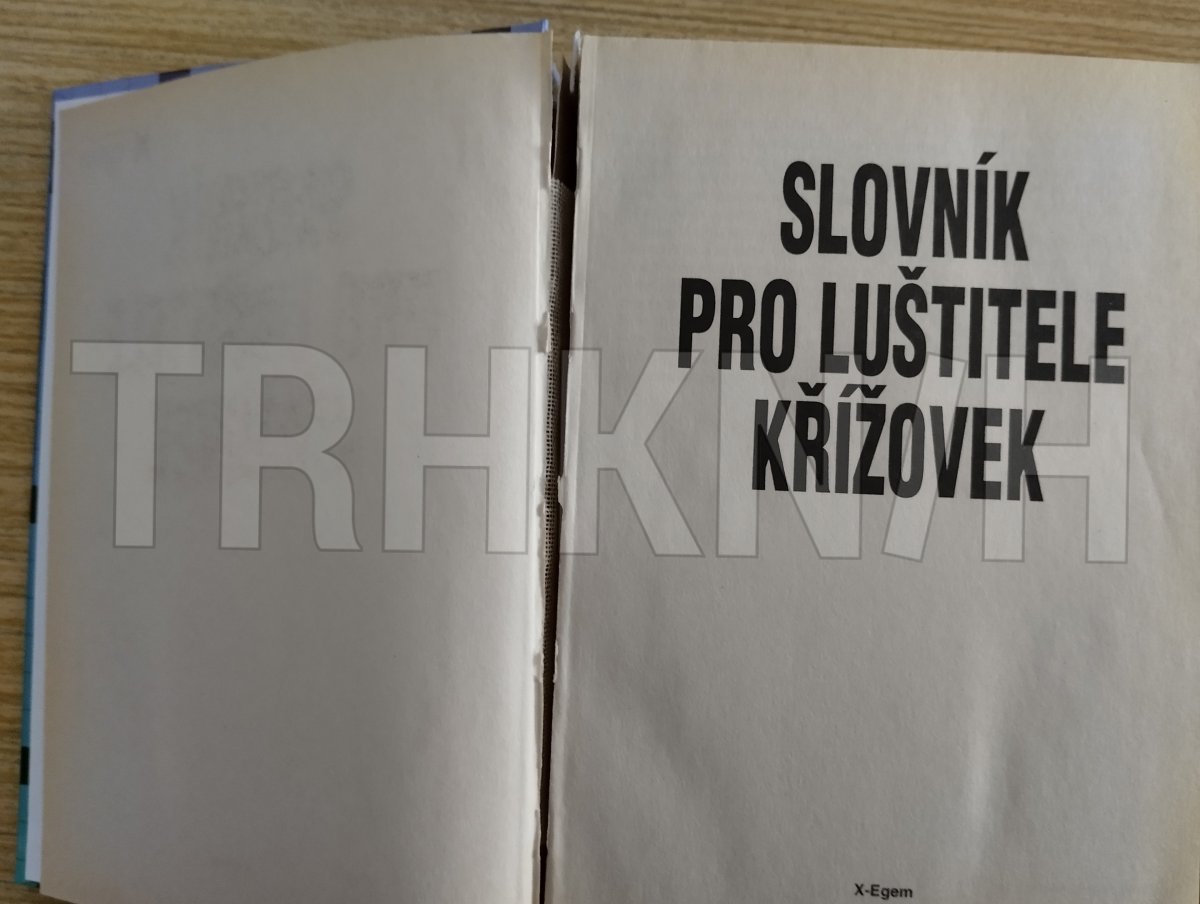 SLOVNÍK
PRO LUŠTITELE
KŘÍŽOVEK
TRHKNIH
X-Egem